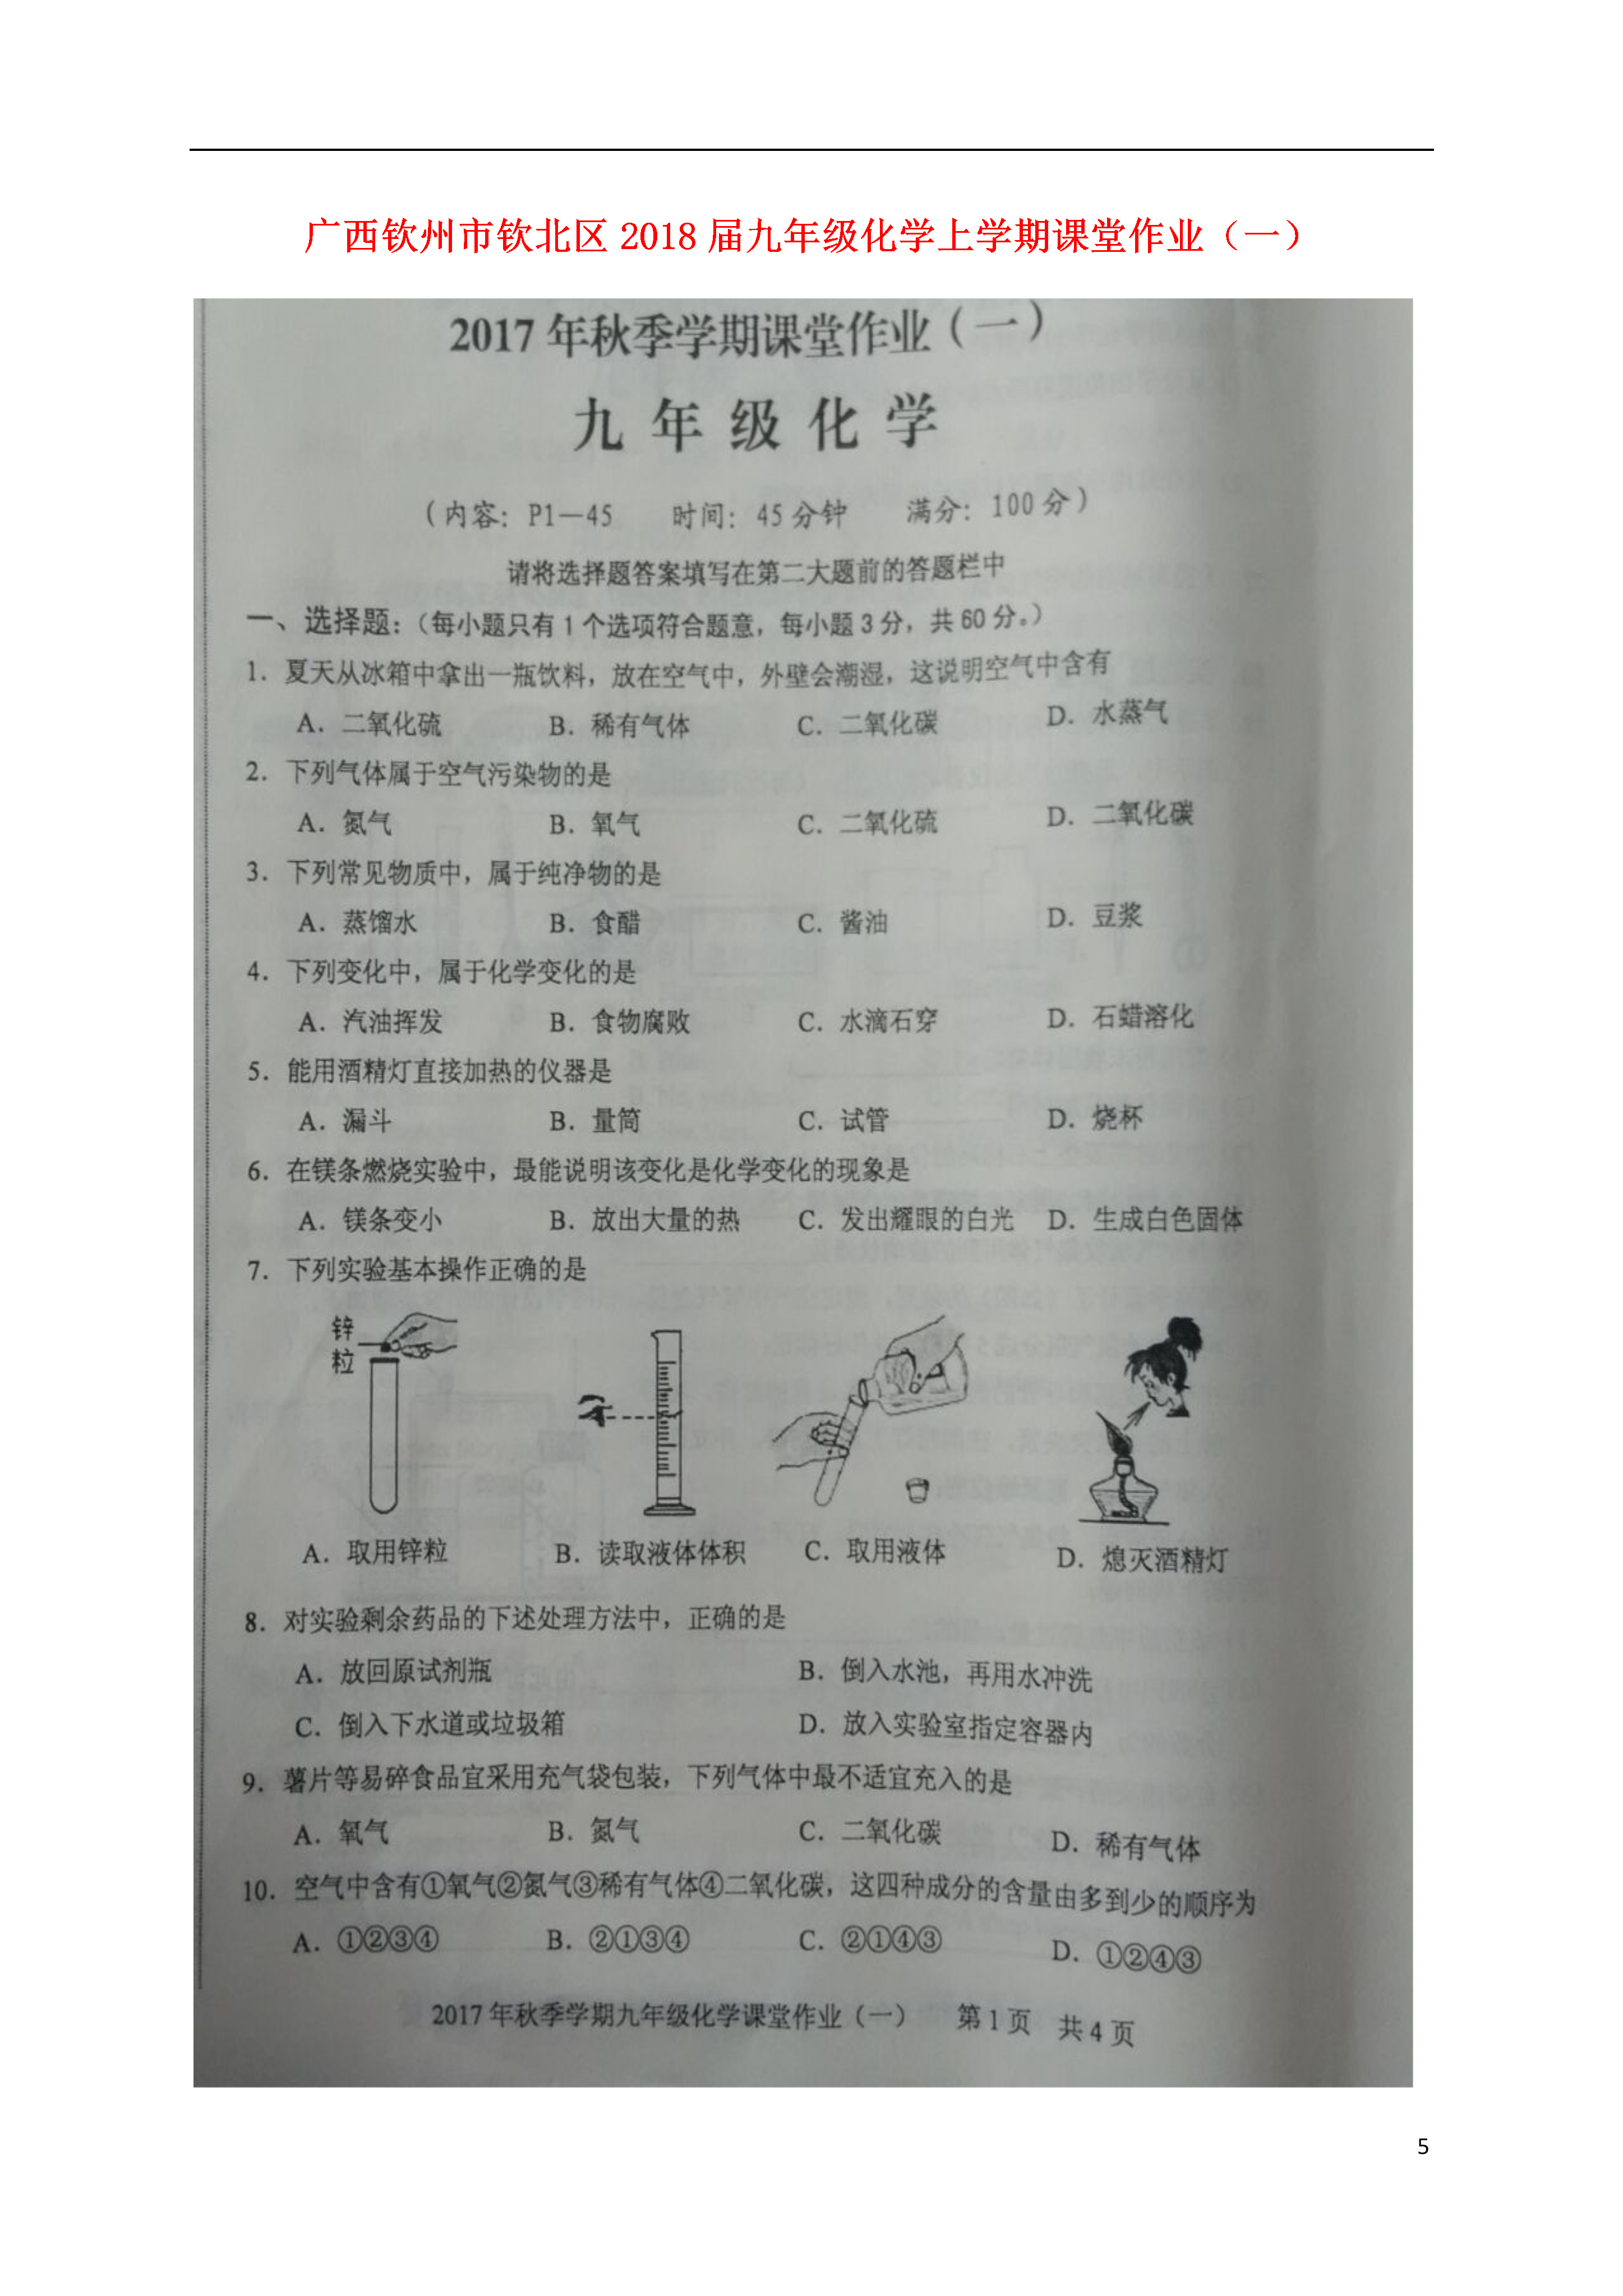 广西钦州市钦北区 2018 届九年级化学上学期课堂作业（一）
2017 年秋季学期课堂作业（一）
九 年 级 化 学
（内容：P1—45  时间：45 分钟  满分：100 分）
请将选择题答案填写在第二大题前的答题栏中
一、选择题：（每小题只有 1 个选项符合题意，每小题 3 分，共 60 分。）
1．夏天从冰箱中拿出一瓶饮料，放在空气中，外壁会潮湿，这说明空气中含有
A．二氧化硫  B．稀有气体  C．二氧化碳  D．水蒸气
2．下列气体属于空气污染物的是
A．氮气  B．氧气  C．二氧化硫  D．二氧化碳
3．下列常见物质中，属于纯净物的是
A．蒸馏水  B．食醋  C．酱油  D．豆浆
4．下列变化中，属于化学变化的是
A．汽油挥发  B．食物腐败  C．水滴石穿  D．石蜡溶化
5．能用酒精灯直接加热的仪器是
A．漏斗  B．量筒  C．试管  D．烧杯
6．在镁条燃烧实验中，最能说明该变化是化学变化的现象是
A．镁条变小  B．放出大量的热  C．发出耀眼的白光  D．生成白色固体
7．下列实验基本操作正确的是
锌
粒
A．取用锌粒  B．读取液体体积  C．取用液体  D．熄灭酒精灯
8．对实验剩余药品的下述处理方法中，正确的是
A．放回原试剂瓶  B．倒入水池，再用水冲洗
C．倒入下水道或垃圾箱  D．放入实验室指定容器内
9．薯片等易碎食品宜采用充气袋包装，下列气体中最不适宜充入的是
A．氧气  B．氮气  C．二氧化碳  D．稀有气体
10．空气中含有①氧气②氮气③稀有气体④二氧化碳，这四种成分的含量由多到少的顺序为
A．①②③④  B．②①③④  C．②①④③  D．①②④③
2017 年秋季学期九年级化学课堂作业（一）  第 1 页  共 4 页
5